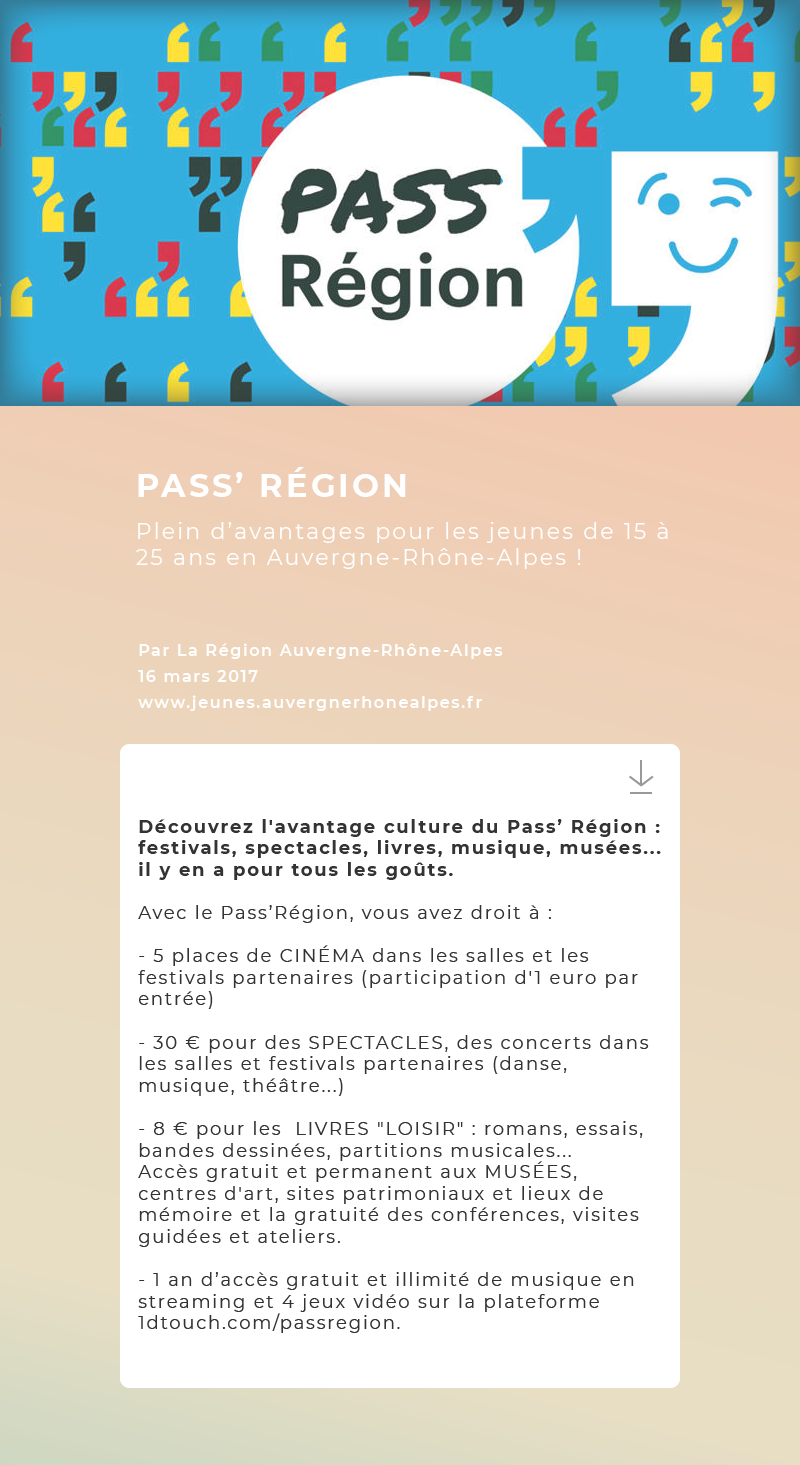 PASS
Région
PASS’ RÉGION
Plein d’avantages pour les jeunes de 15 à
25 ans en Auvergne-Rhône-Alpes !
Par La Région Auvergne-Rhône-Alpes
16 mars 2017
www.jeunes.auvergnerhonealpes.fr
Découvrez l'avantage culture du Pass’ Région :
festivals, spectacles, livres, musique, musées...
il y en a pour tous les goûts.
Avec le Pass’Région, vous avez droit à :
- 5 places de CINÉMA dans les salles et les
festivals partenaires (participation d'1 euro par
entrée)
- 30 € pour des SPECTACLES, des concerts dans
les salles et festivals partenaires (danse,
musique, théâtre...)
- 8 € pour les  LIVRES "LOISIR" : romans, essais,
bandes dessinées, partitions musicales...
Accès gratuit et permanent aux MUSÉES,
centres d'art, sites patrimoniaux et lieux de
mémoire et la gratuité des conférences, visites
guidées et ateliers.
- 1 an d’accès gratuit et illimité de musique en
streaming et 4 jeux vidéo sur la plateforme
1dtouch.com/passregion.